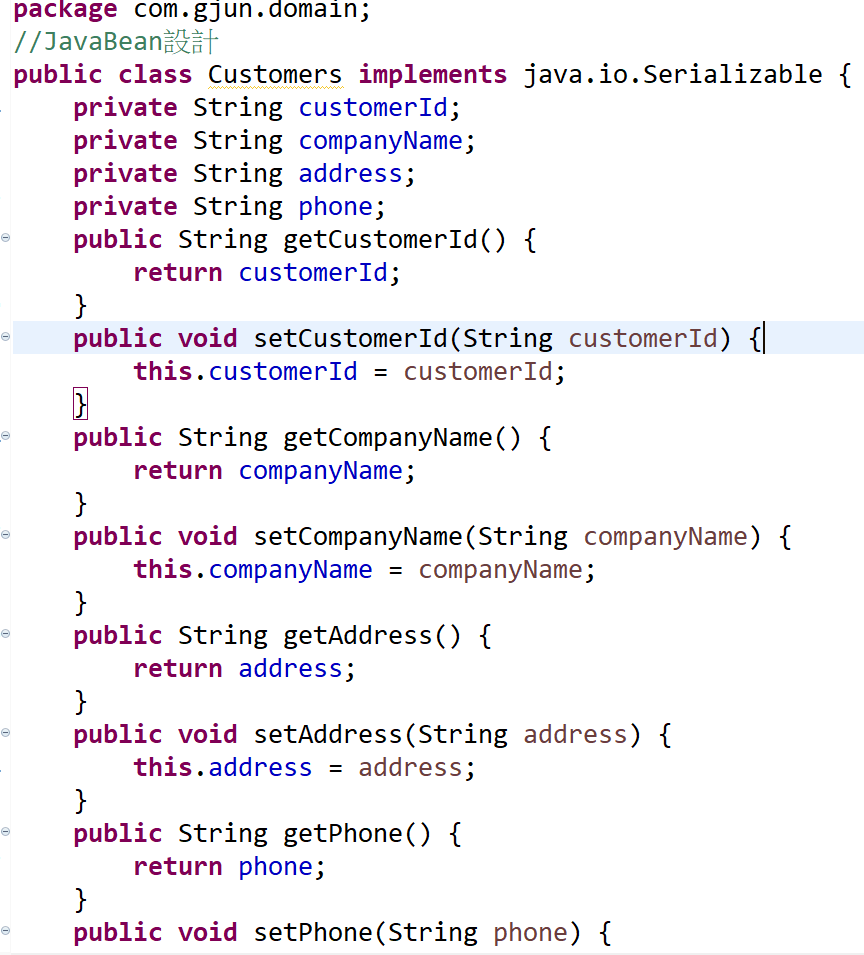 package com.gjun.domain;
//JavaBean設計
public class Customers implements java.io.Serializable {
    private String customerId;
    private String companyName;
    private String address;
    private String phone;
    public String getCustomerId() {
        return customerId;
    }
    public void setCustomerId(String customerId) {
        this.customerId = customerId;
    }
    public String getCompanyName() {
        return companyName;
    }
    public void setCompanyName(String companyName) {
        this.companyName = companyName;
    }
    public String getAddress() {
        return address;
    }
    public void setAddress(String address) {
        this.address = address;
    }
    public String getPhone() {
        return phone;
    }
    public void setPhone(String phone) {